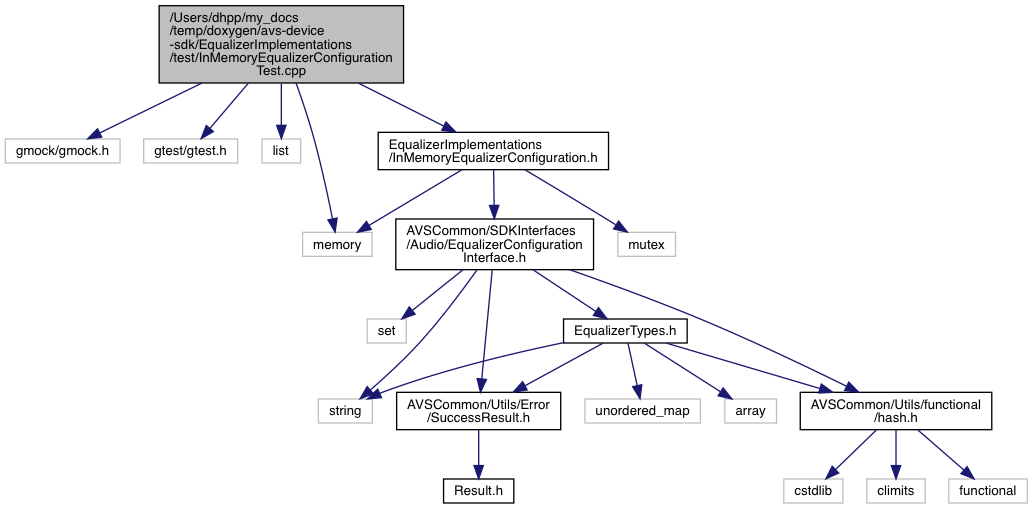 /Users/dhpp/my_docs
/temp/doxygen/avs-device
-sdk/EqualizerImplementations
/test/InMemoryEqualizerConfiguration
Test.cpp
gmock/gmock.h
gtest/gtest.h
list
EqualizerImplementations
/InMemoryEqualizerConfiguration.h
memory
AVSCommon/SDKInterfaces
/Audio/EqualizerConfiguration
Interface.h
mutex
set
EqualizerTypes.h
string
AVSCommon/Utils/Error
/SuccessResult.h
unordered_map
array
AVSCommon/Utils/functional
/hash.h
Result.h
cstdlib
climits
functional